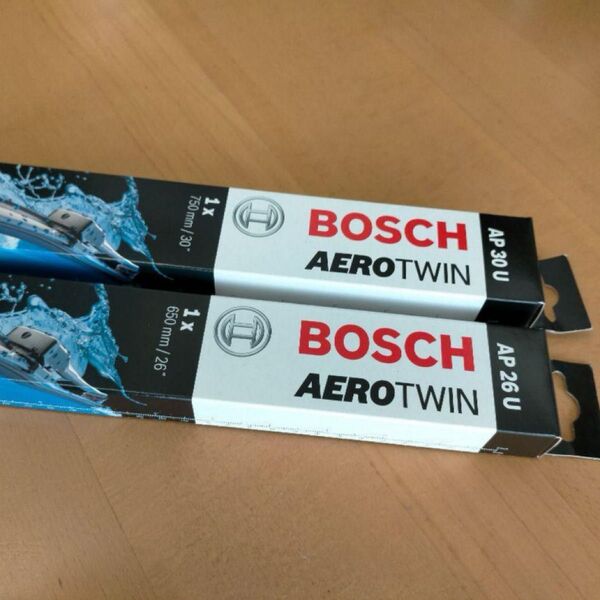 1 x
750 mm / 30"
BOSCH
AEROTWIN
AP 30 U
1 x
650 mm / 26"
BOSCH
AEROTWIN
AP 26 U